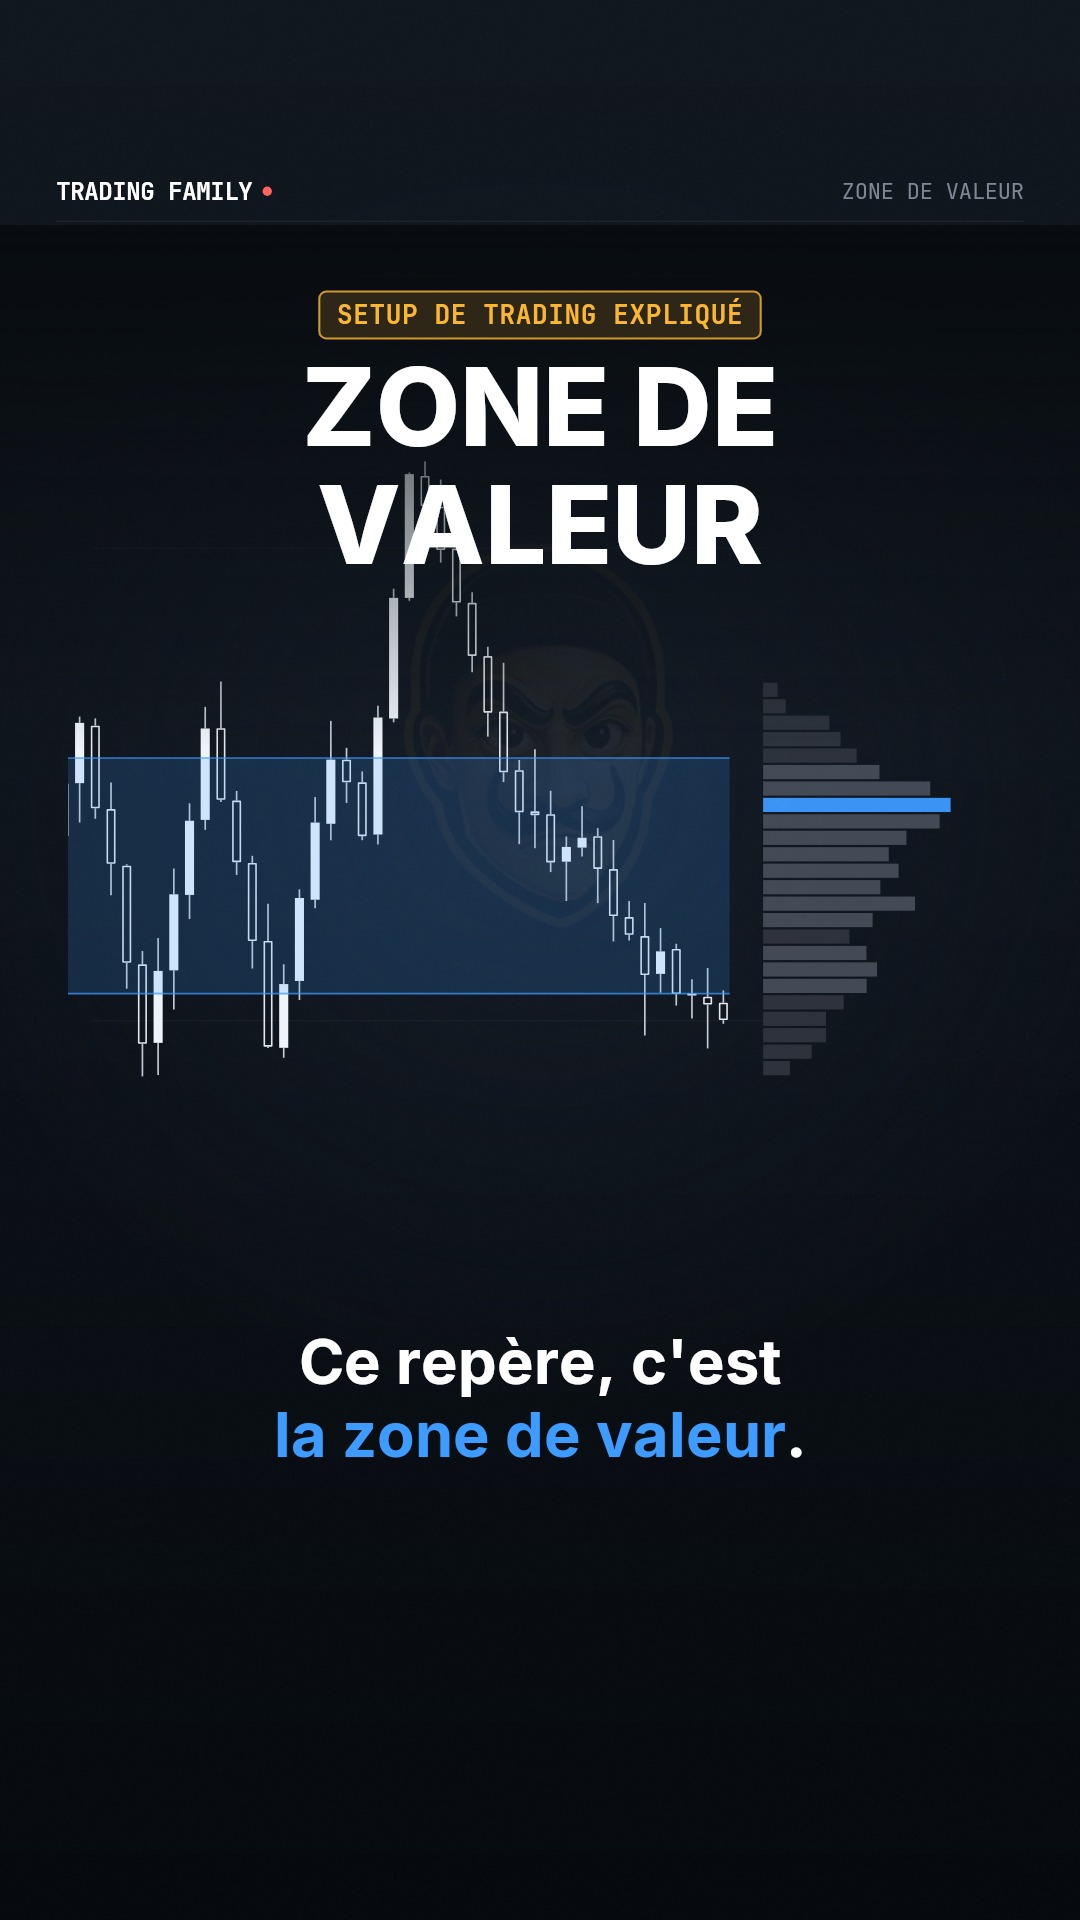 TRADING FAMILY
ZONE DE VALEUR
SETUP DE TRADING EXPLIQUÉ
ZONE DE
VALEUR
Ce repère, c'est
la zone de valeur.